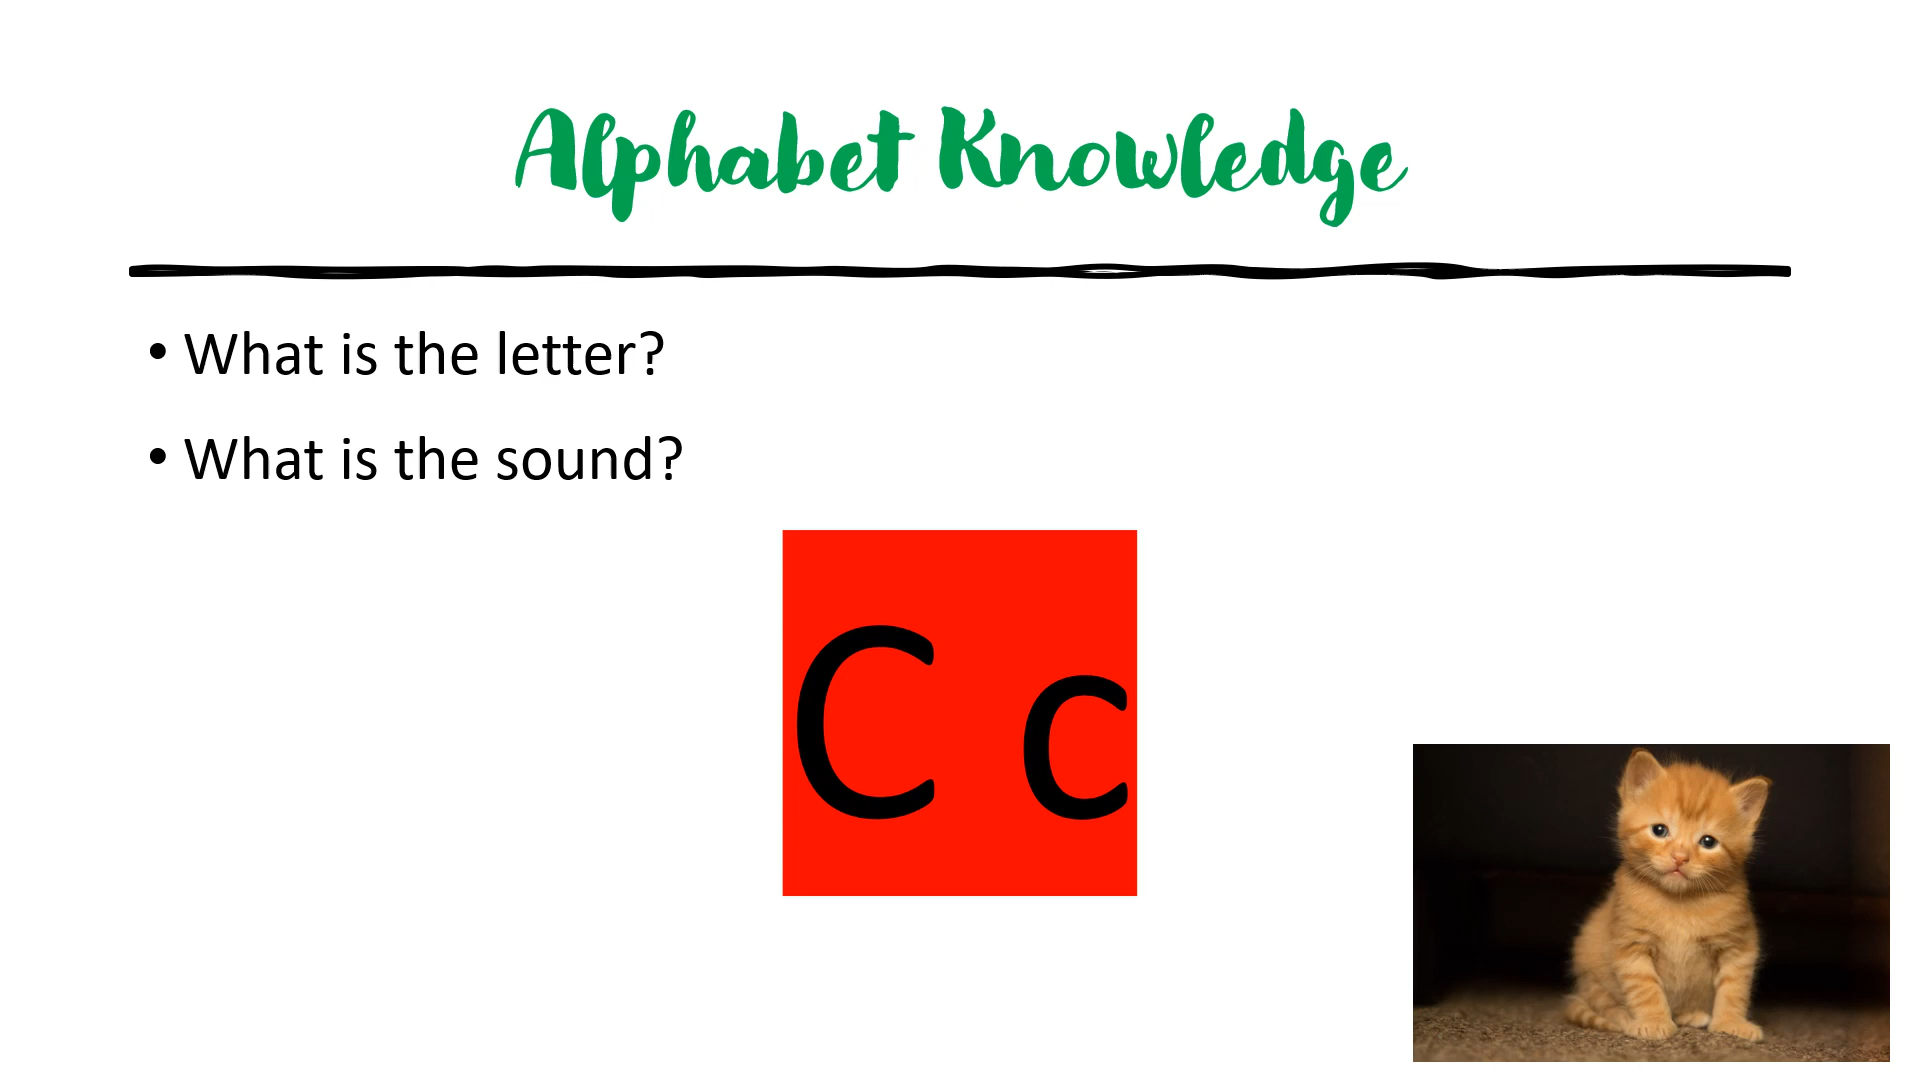 Alphabet Knowledge
• What is the letter?
• What is the sound?
C c